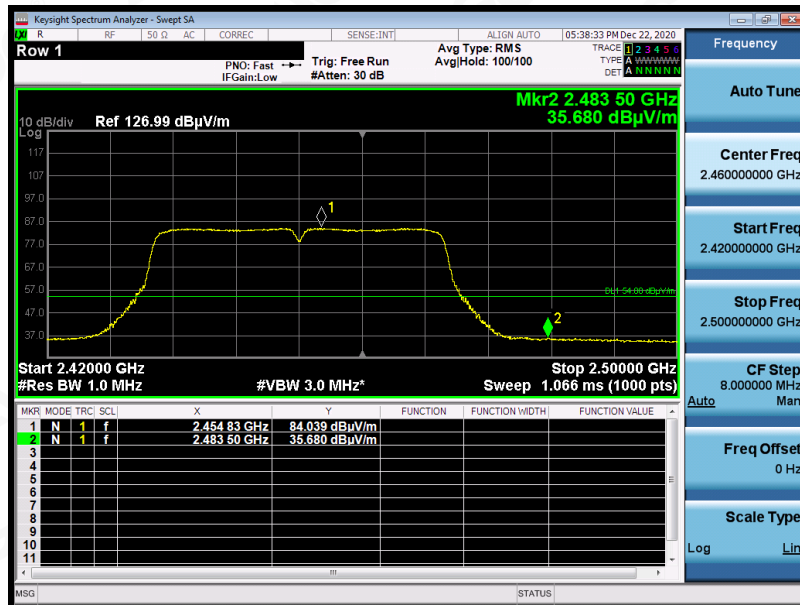 Keysight Spectrum Analyzer - Swept SA
LXI R RF 50 Ω AC CORREC SENSE:INT ALIGN AUTO 05:38:33 PM Dec 22, 2020
Row 1
PNO: Fast
IFGain:Low
Trig: Free Run
#Atten: 30 dB
Avg Type: RMS
Avg|Hold: 100/100
TRACE 1 2 3 4 5 6
TYPE A WWWWW
DET A N N N N N
Mkr2 2.483 50 GHz
35.680 dBµV/m
10 dB/div Ref 126.99 dBµV/m
Log
117
107
97.0
87.0
77.0
67.0
57.0
47.0
37.0
1
DL1 54.00 dBµV/m
2
Start 2.42000 GHz Stop 2.50000 GHz
#Res BW 1.0 MHz #VBW 3.0 MHz* Sweep 1.066 ms (1000 pts)
MKR MODE TRC SCL X Y FUNCTION FUNCTION WIDTH FUNCTION VALUE
1 N 1 f 2.454 83 GHz 84.039 dBµV/m
2 N 1 f 2.483 50 GHz 35.680 dBµV/m
3
4
5
6
7
8
9
10
11
MSG STATUS
Frequency
Auto Tune
Center Freq
2.460000000 GHz
Start Freq
2.420000000 GHz
Stop Freq
2.500000000 GHz
CF Step
8.000000 MHz
Auto Man
Freq Offset
0 Hz
Scale Type
Log Lin